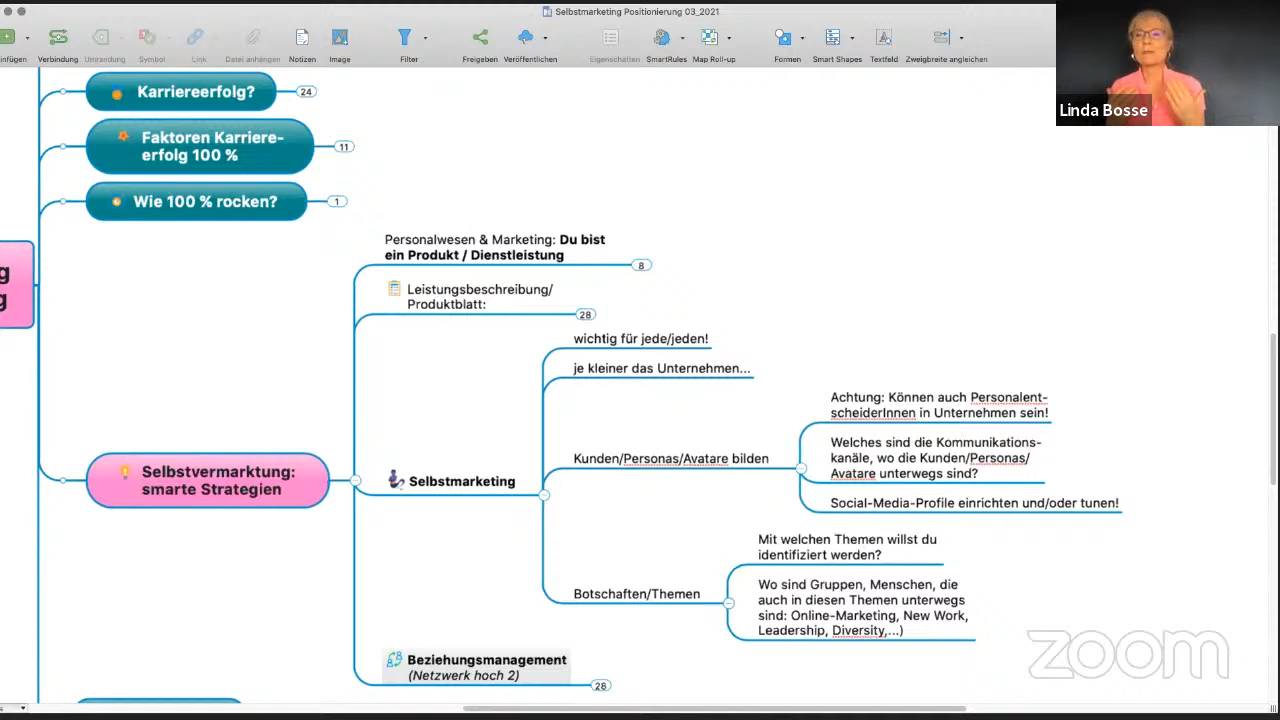 Selbstmarketing Positionierung 03_2021
infügen
Verbindung
Umrandung
Symbol
Link
Datei anhängen
Notizen
Image
Filter
Freigeben
Veröffentlichen
Eigenschaften
SmartRules
Map Roll-up
Formen
Smart Shapes
Textfeld
Zweigbreite angleichen
Linda Bosse
Karriereerfolg?
24
Faktoren Karriere-
erfolg 100 %
11
Wie 100 % rocken?
1
g
g
Personalwesen & Marketing: Du bist
ein Produkt / Dienstleistung
8
Leistungsbeschreibung/
Produktblatt:
28
Selbstvermarktung:
smarte Strategien
Selbstmarketing
wichtig für jede/jeden!
je kleiner das Unternehmen...
Kunden/Personas/Avatare bilden
Achtung: Können auch Personalent-
scheiderInnen in Unternehmen sein!
Welches sind die Kommunikations-
kanäle, wo die Kunden/Personas/
Avatare unterwegs sind?
Social-Media-Profile einrichten und/oder tunen!
Botschaften/Themen
Mit welchen Themen willst du
identifiziert werden?
Wo sind Gruppen, Menschen, die
auch in diesen Themen unterwegs
sind: Online-Marketing, New Work,
Leadership, Diversity,...)
Beziehungsmanagement
(Netzwerk hoch 2)
28
zoom